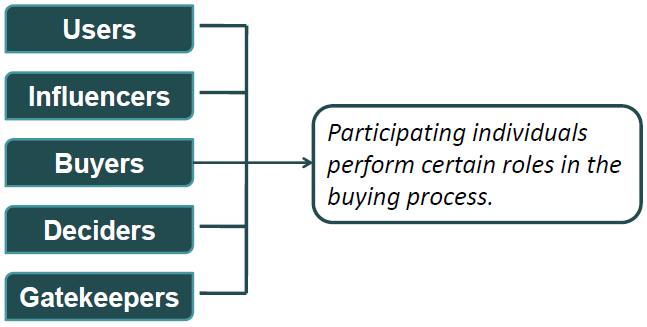 Users
Influencers
Buyers
Deciders
Gatekeepers
Participating individuals
perform certain roles in the
buying process.